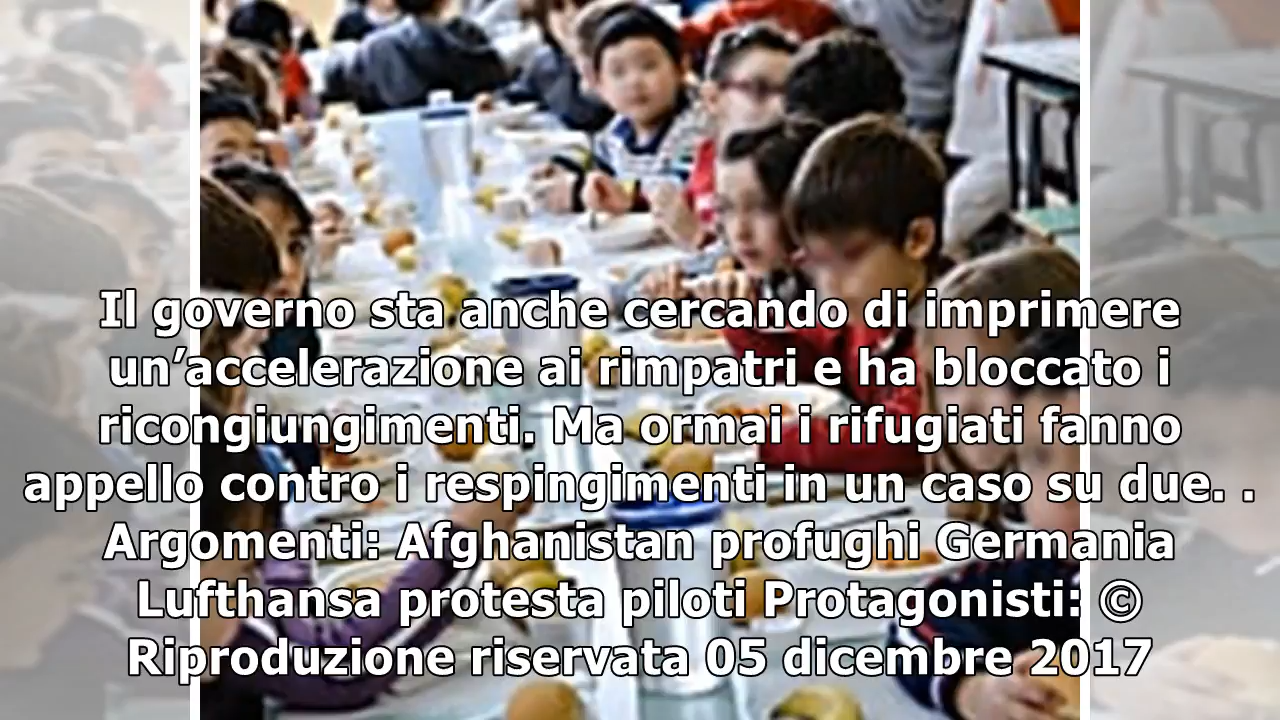 Il governo sta anche cercando di imprimere
un’accelerazione ai rimpatri e ha bloccato i
ricongiungimenti. Ma ormai i rifugiati fanno
appello contro i respingimenti in un caso su due. .
Argomenti: Afghanistan profughi Germania
Lufthansa protesta piloti Protagonisti: ©
Riproduzione riservata 05 dicembre 2017